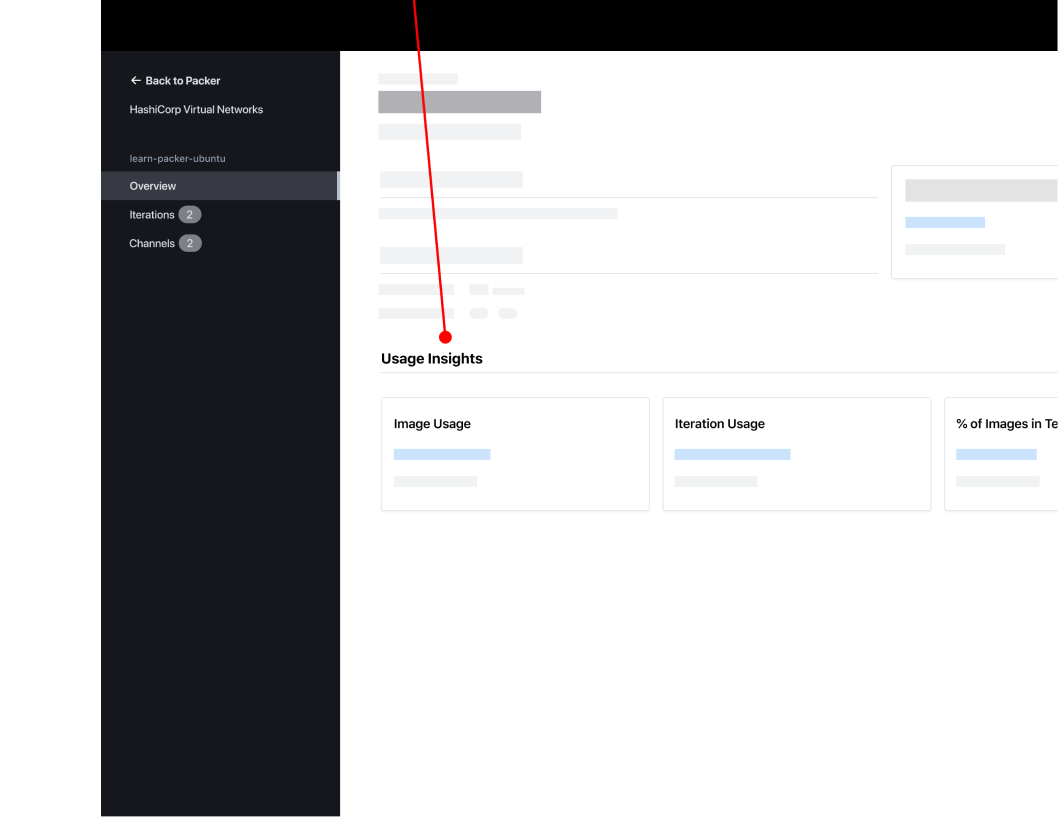 ← Back to Packer
HashiCorp Virtual Networks
learn-packer-ubuntu
Overview
Iterations 2
Channels 2
Usage Insights
Image Usage
Iteration Usage
% of Images in Te